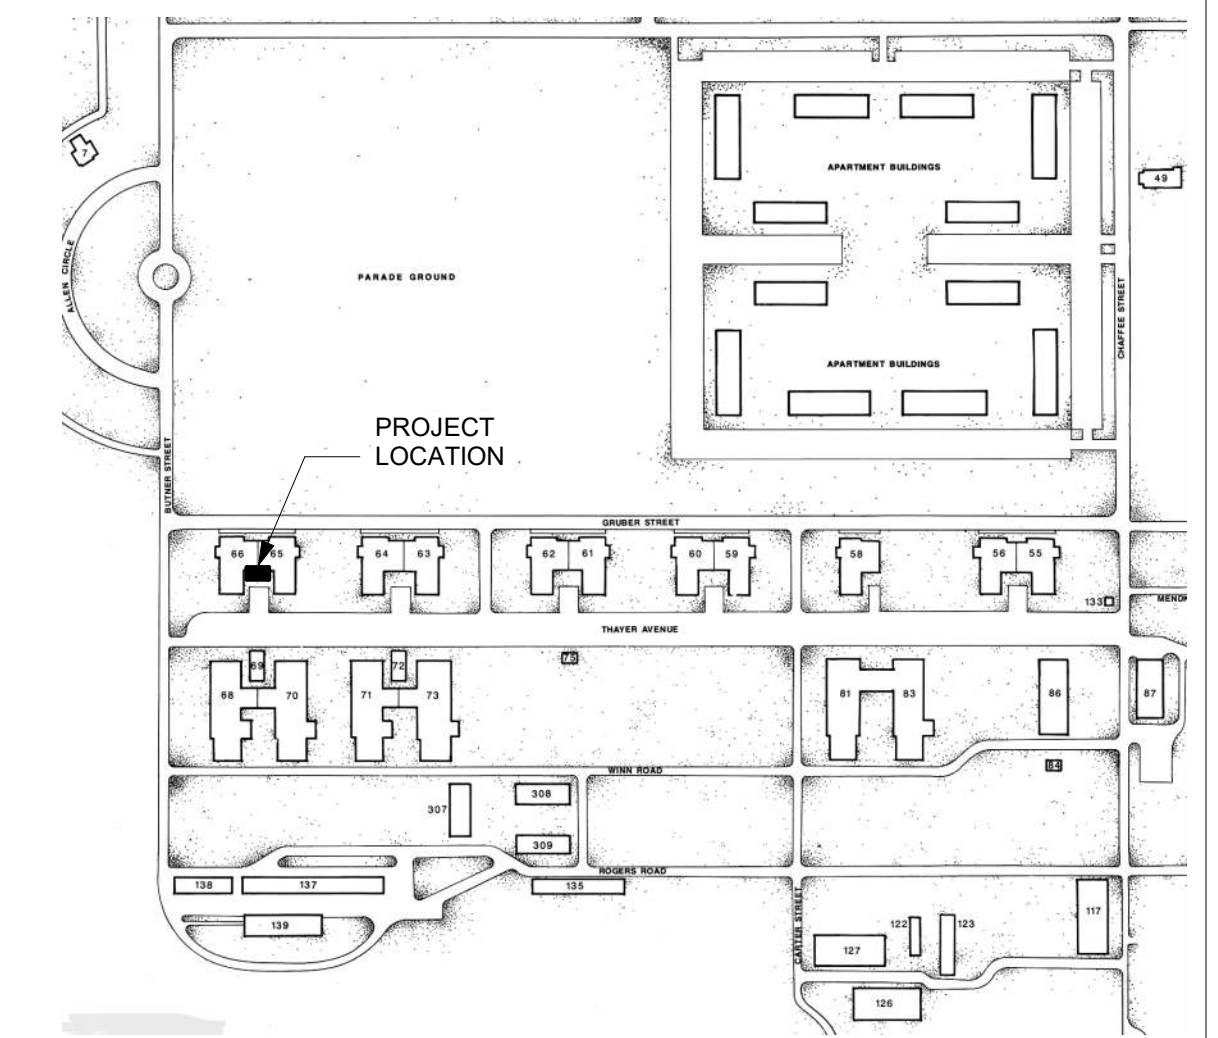 7
APARTMENT BUILDINGS
49
ALLEN CIRCLE
PARADE GROUND
CHAFFEE STREET
APARTMENT BUILDINGS
PROJECT
LOCATION
BUTNER STREET
GRUBER STREET
66 65 64 63 62 61 60 59 58 56 55
133
MEND
THAYER AVENUE
69 72 75
68 70 71 73 81 83 86 87
WINN ROAD
84
307 308
309
ROGERS ROAD
138 137 135
139
CARTER STREET
122 123 117
127
126